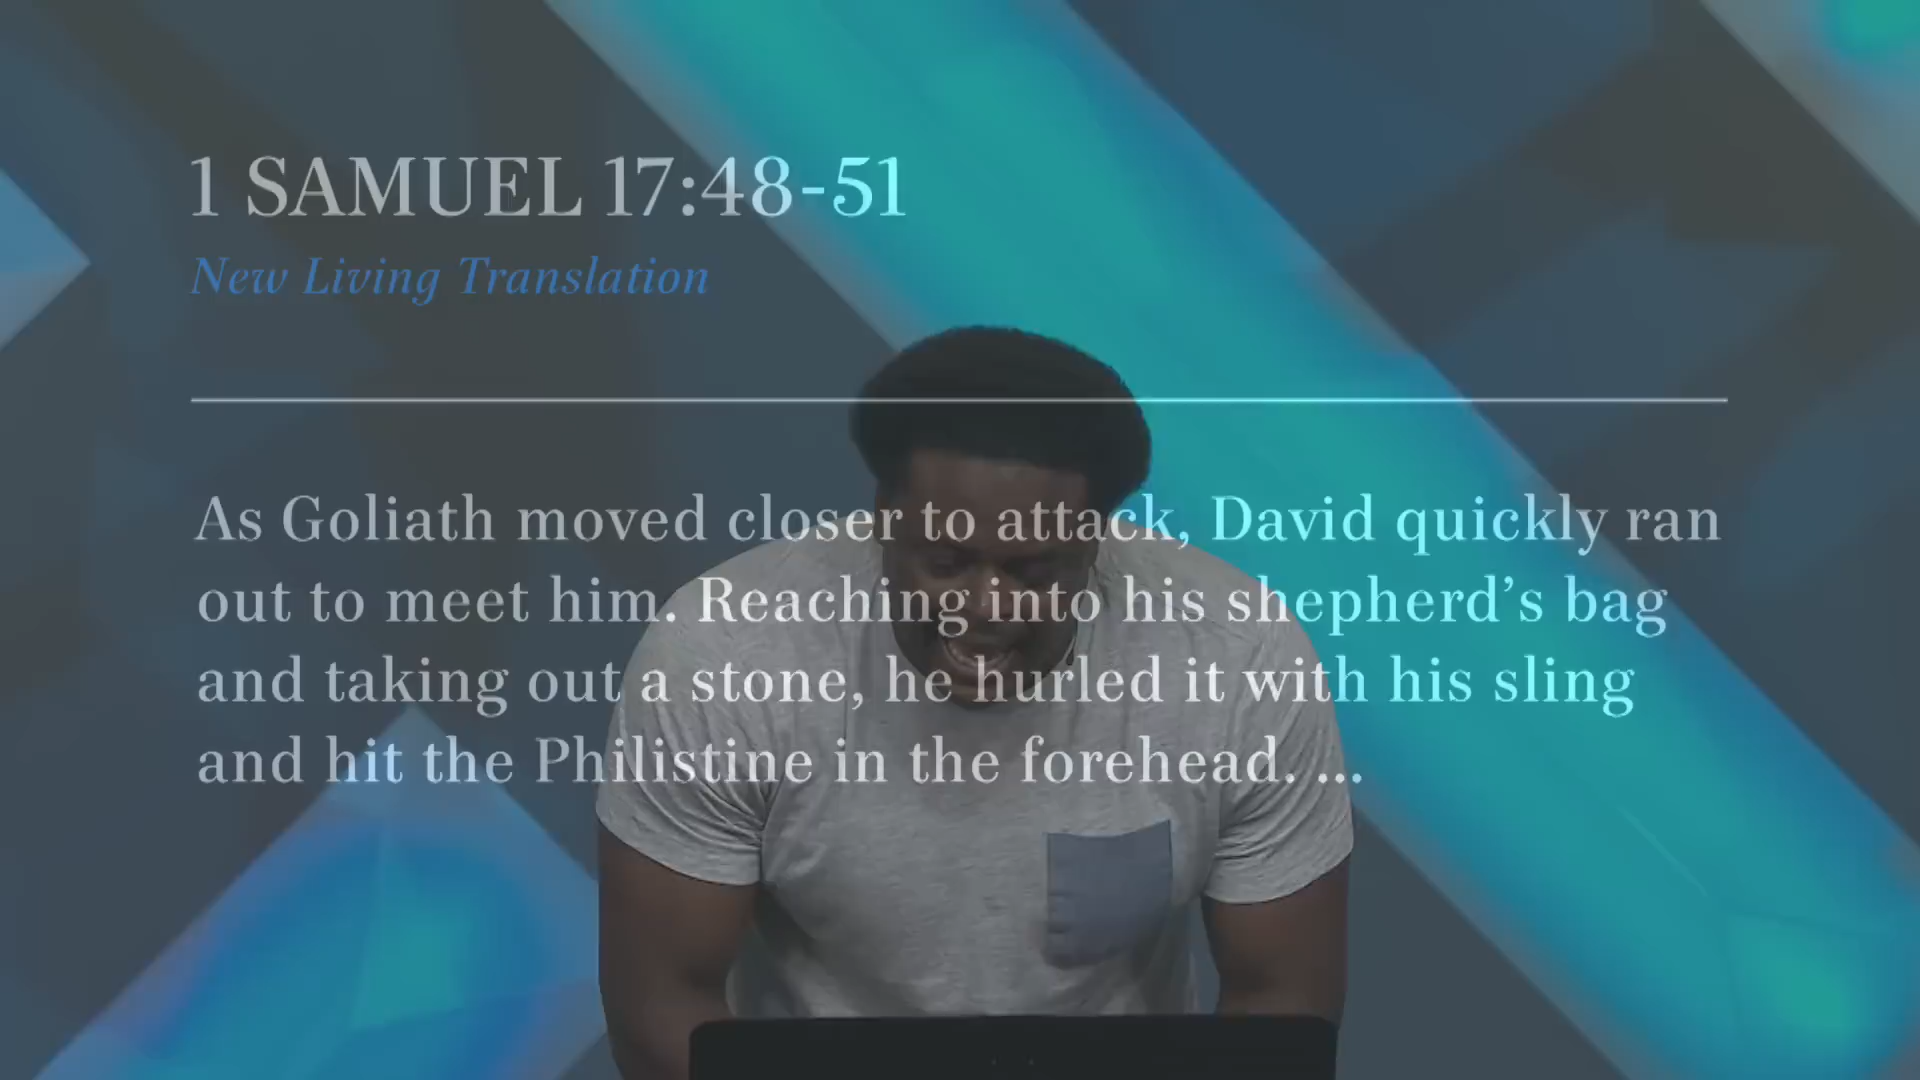 1 SAMUEL 17:48-51
New Living Translation
As Goliath moved closer to attack, David quickly ran
out to meet him. Reaching into his shepherd’s bag
and taking out a stone, he hurled it with his sling
and hit the Philistine in the forehead. ...